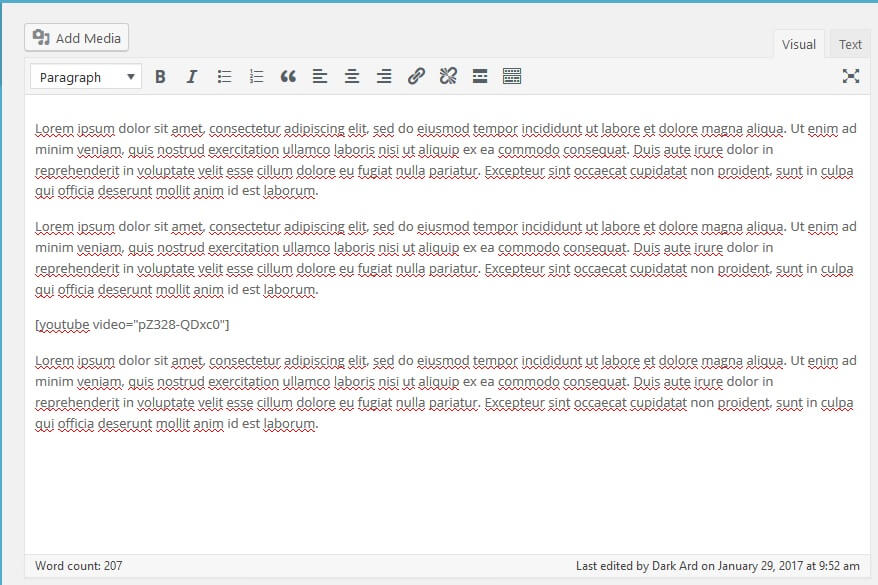 Add Media
Visual Text
Paragraph B I
Lorem ipsum dolor sit amet, consectetur adipiscing elit, sed do eiusmod tempor incididunt ut labore et dolore magna aliqua. Ut enim ad
minim veniam, quis nostrud exercitation ullamco laboris nisi ut aliquip ex ea commodo consequat. Duis aute irure dolor in
reprehenderit in voluptate velit esse cillum dolore eu fugiat nulla pariatur. Excepteur sint occaecat cupidatat non proident, sunt in culpa
qui officia deserunt mollit anim id est laborum.
Lorem ipsum dolor sit amet, consectetur adipiscing elit, sed do eiusmod tempor incididunt ut labore et dolore magna aliqua. Ut enim ad
minim veniam, quis nostrud exercitation ullamco laboris nisi ut aliquip ex ea commodo consequat. Duis aute irure dolor in
reprehenderit in voluptate velit esse cillum dolore eu fugiat nulla pariatur. Excepteur sint occaecat cupidatat non proident, sunt in culpa
qui officia deserunt mollit anim id est laborum.
[youtube video="pZ328-QDxc0"]
Lorem ipsum dolor sit amet, consectetur adipiscing elit, sed do eiusmod tempor incididunt ut labore et dolore magna aliqua. Ut enim ad
minim veniam, quis nostrud exercitation ullamco laboris nisi ut aliquip ex ea commodo consequat. Duis aute irure dolor in
reprehenderit in voluptate velit esse cillum dolore eu fugiat nulla pariatur. Excepteur sint occaecat cupidatat non proident, sunt in culpa
qui officia deserunt mollit anim id est laborum.
Word count: 207 Last edited by Dark Ard on January 29, 2017 at 9:52 am